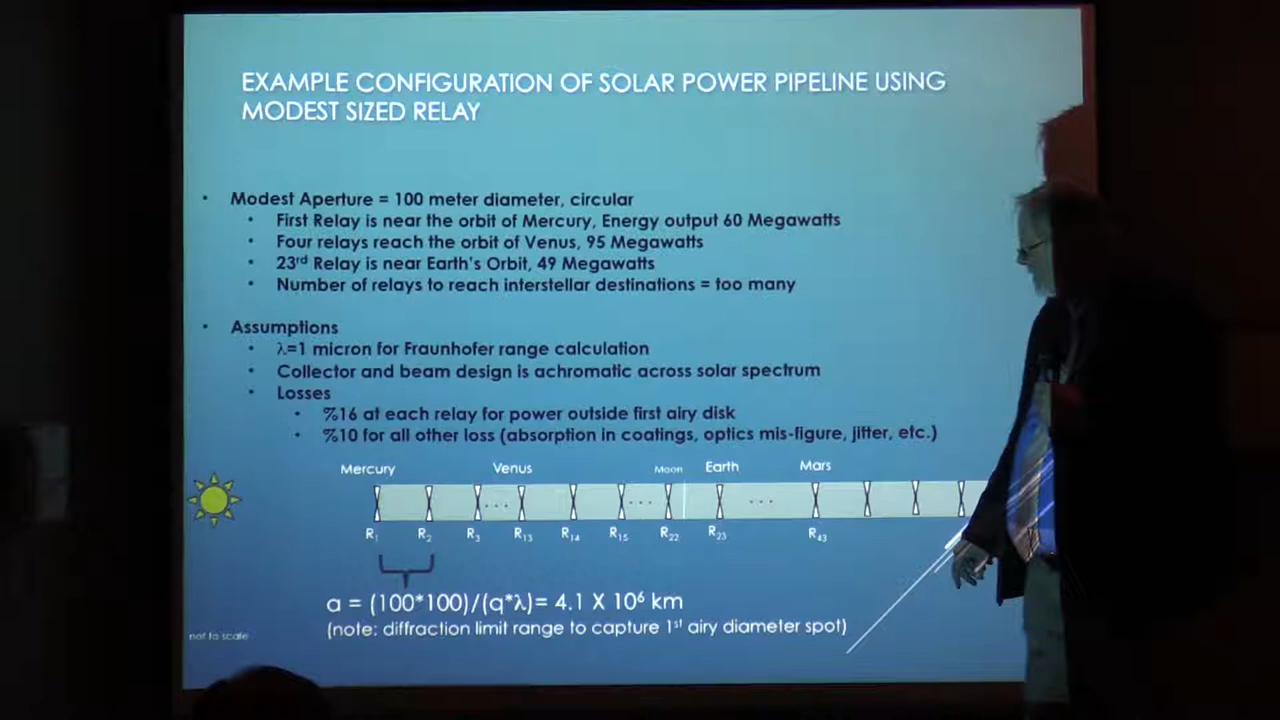 EXAMPLE CONFIGURATION OF SOLAR POWER PIPELINE USING
MODEST SIZED RELAY
• Modest Aperture = 100 meter diameter, circular
• First Relay is near the orbit of Mercury, Energy output 60 Megawatts
• Four relays reach the orbit of Venus, 95 Megawatts
• 23rd Relay is near Earth's Orbit, 49 Megawatts
• Number of relays to reach interstellar destinations = too many
• Assumptions
• λ=1 micron for Fraunhofer range calculation
• Collector and beam design is achromatic across solar spectrum
• Losses
• %16 at each relay for power outside first airy disk
• %10 for all other loss (absorption in coatings, optics mis-figure, jitter, etc.)
Mercury Venus Moon Earth Mars
... ... ...
R1 R2 R3 R13 R14 R15 R22 R23 R43
a = (100*100)/(q*λ)= 4.1 X 10⁶ km
(note: diffraction limit range to capture 1st airy diameter spot)
not to scale